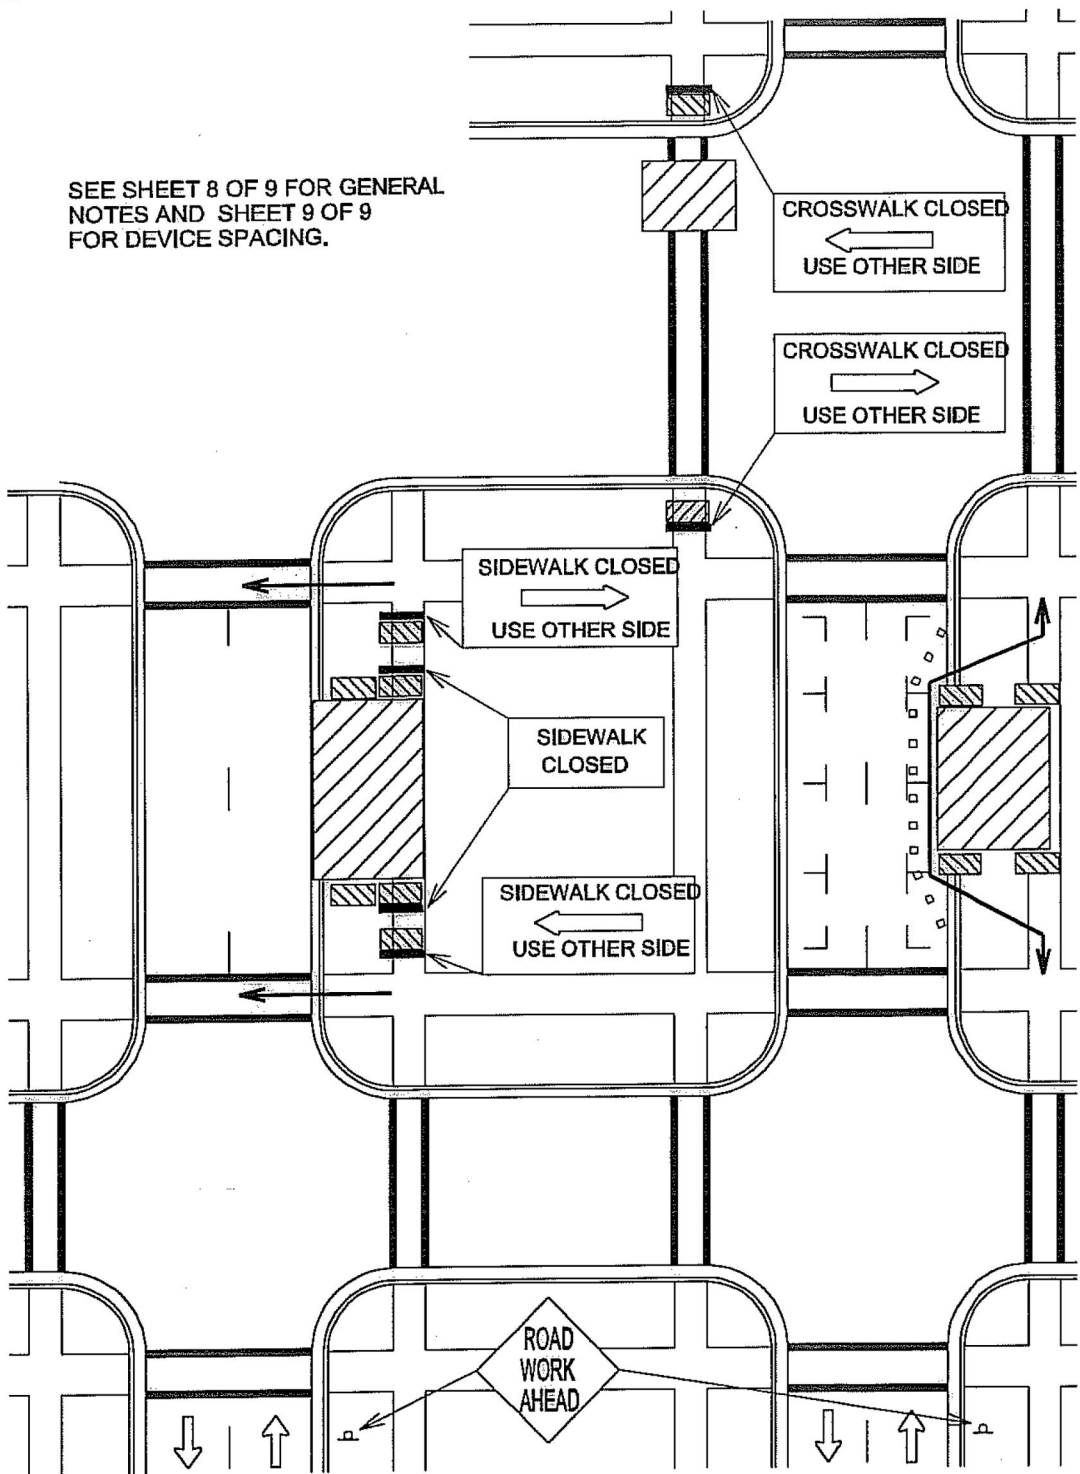 SEE SHEET 8 OF 9 FOR GENERAL
NOTES AND SHEET 9 OF 9
FOR DEVICE SPACING.
CROSSWALK CLOSED
USE OTHER SIDE
CROSSWALK CLOSED
USE OTHER SIDE
SIDEWALK CLOSED
USE OTHER SIDE
SIDEWALK
CLOSED
SIDEWALK CLOSED
USE OTHER SIDE
ROAD
WORK
AHEAD